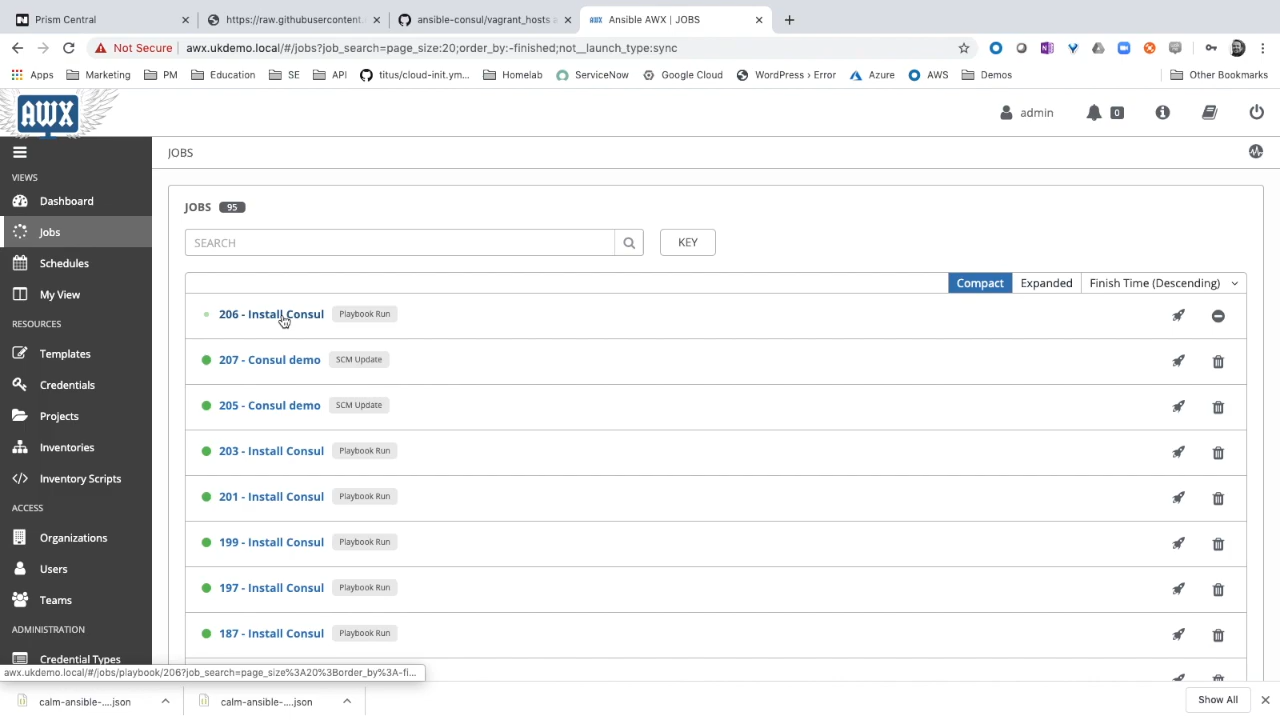 Prism Central
https://raw.githubusercontent.
ansible-consul/vagrant_hosts a
AWX
Ansible AWX | JOBS
Not Secure
awx.ukdemo.local/#/jobs?job_search=page_size:20;order_by:-finished;not__launch_type:sync
Apps
Marketing
PM
Education
SE
API
titus/cloud-init.ym...
Homelab
ServiceNow
Google Cloud
WordPress › Error
Azure
AWS
Demos
Other Bookmarks
AWX
admin
0
VIEWS
Dashboard
Jobs
Schedules
My View
RESOURCES
Templates
Credentials
Projects
Inventories
Inventory Scripts
ACCESS
Organizations
Users
Teams
ADMINISTRATION
Credential Types
JOBS
JOBS 95
SEARCH
KEY
Compact
Expanded
Finish Time (Descending)
206 - Install Consul Playbook Run
207 - Consul demo SCM Update
205 - Consul demo SCM Update
203 - Install Consul Playbook Run
201 - Install Consul Playbook Run
199 - Install Consul Playbook Run
197 - Install Consul Playbook Run
187 - Install Consul Playbook Run
awx.ukdemo.local/#/jobs/playbook/206?job_search=page_size%3A20%3Border_by%3A-fi...
calm-ansible-....json
calm-ansible-....json
Show All